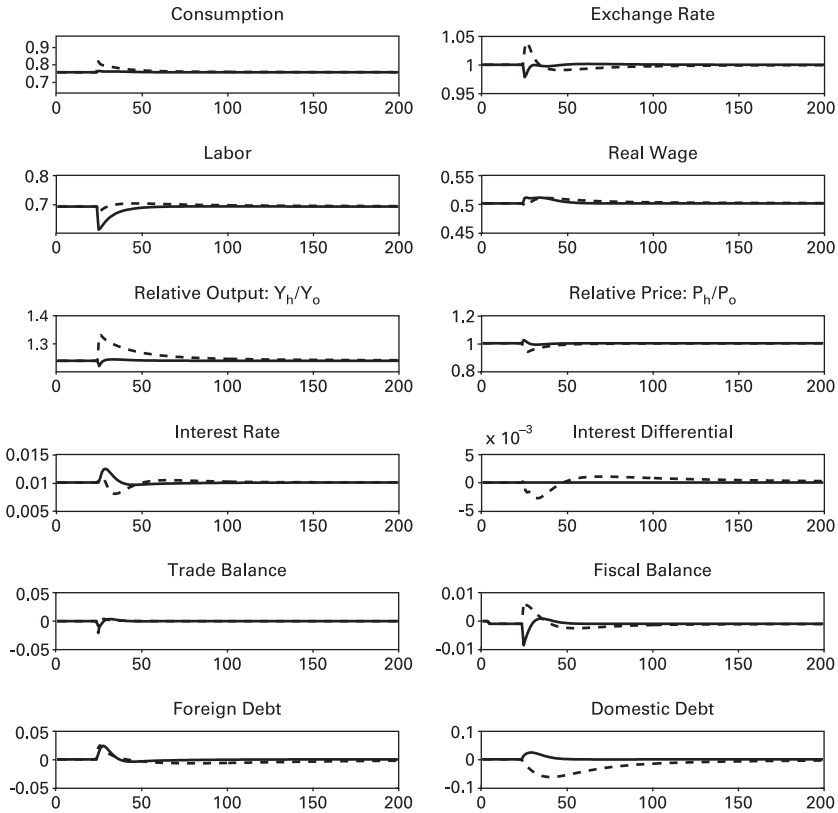 Consumption
0.9
0.8
0.7
0 50 100 150 200
Exchange Rate
1.05
1
0.95
0 50 100 150 200
Labor
0.8
0.7
0 50 100 150 200
Real Wage
0.55
0.5
0.45
0 50 100 150 200
Relative Output: Yh/Yo
1.4
1.3
0 50 100 150 200
Relative Price: Ph/Po
1.2
1
0.8
0 50 100 150 200
Interest Rate
0.015
0.010
0.005
0 50 100 150 200
Interest Differential
x 10–3
5
0
-5
0 50 100 150 200
Trade Balance
0.05
0
-0.05
0 50 100 150 200
Fiscal Balance
0.01
0
-0.01
0 50 100 150 200
Foreign Debt
0.05
0
-0.05
0 50 100 150 200
Domestic Debt
0.1
0
-0.1
0 50 100 150 200